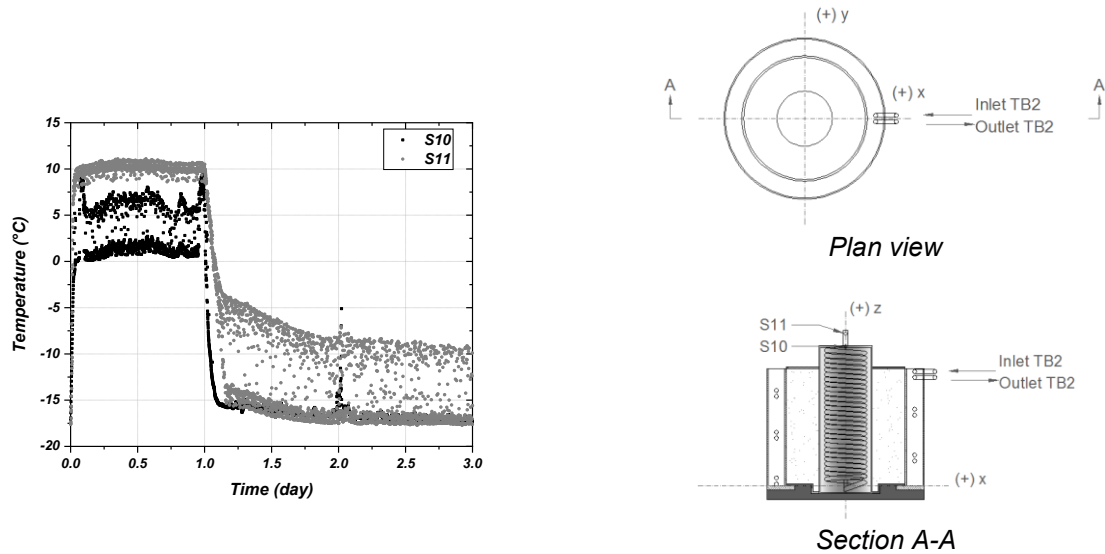 15
10
5
0
-5
-10
-15
-20
Temperature (°C)
S10
S11
0.0 0.5 1.0 1.5 2.0 2.5 3.0
Time (day)
(+) y
A A
(+) x
Inlet TB2
Outlet TB2
Plan view
(+) z
S11
S10
Inlet TB2
Outlet TB2
(+) x
Section A-A